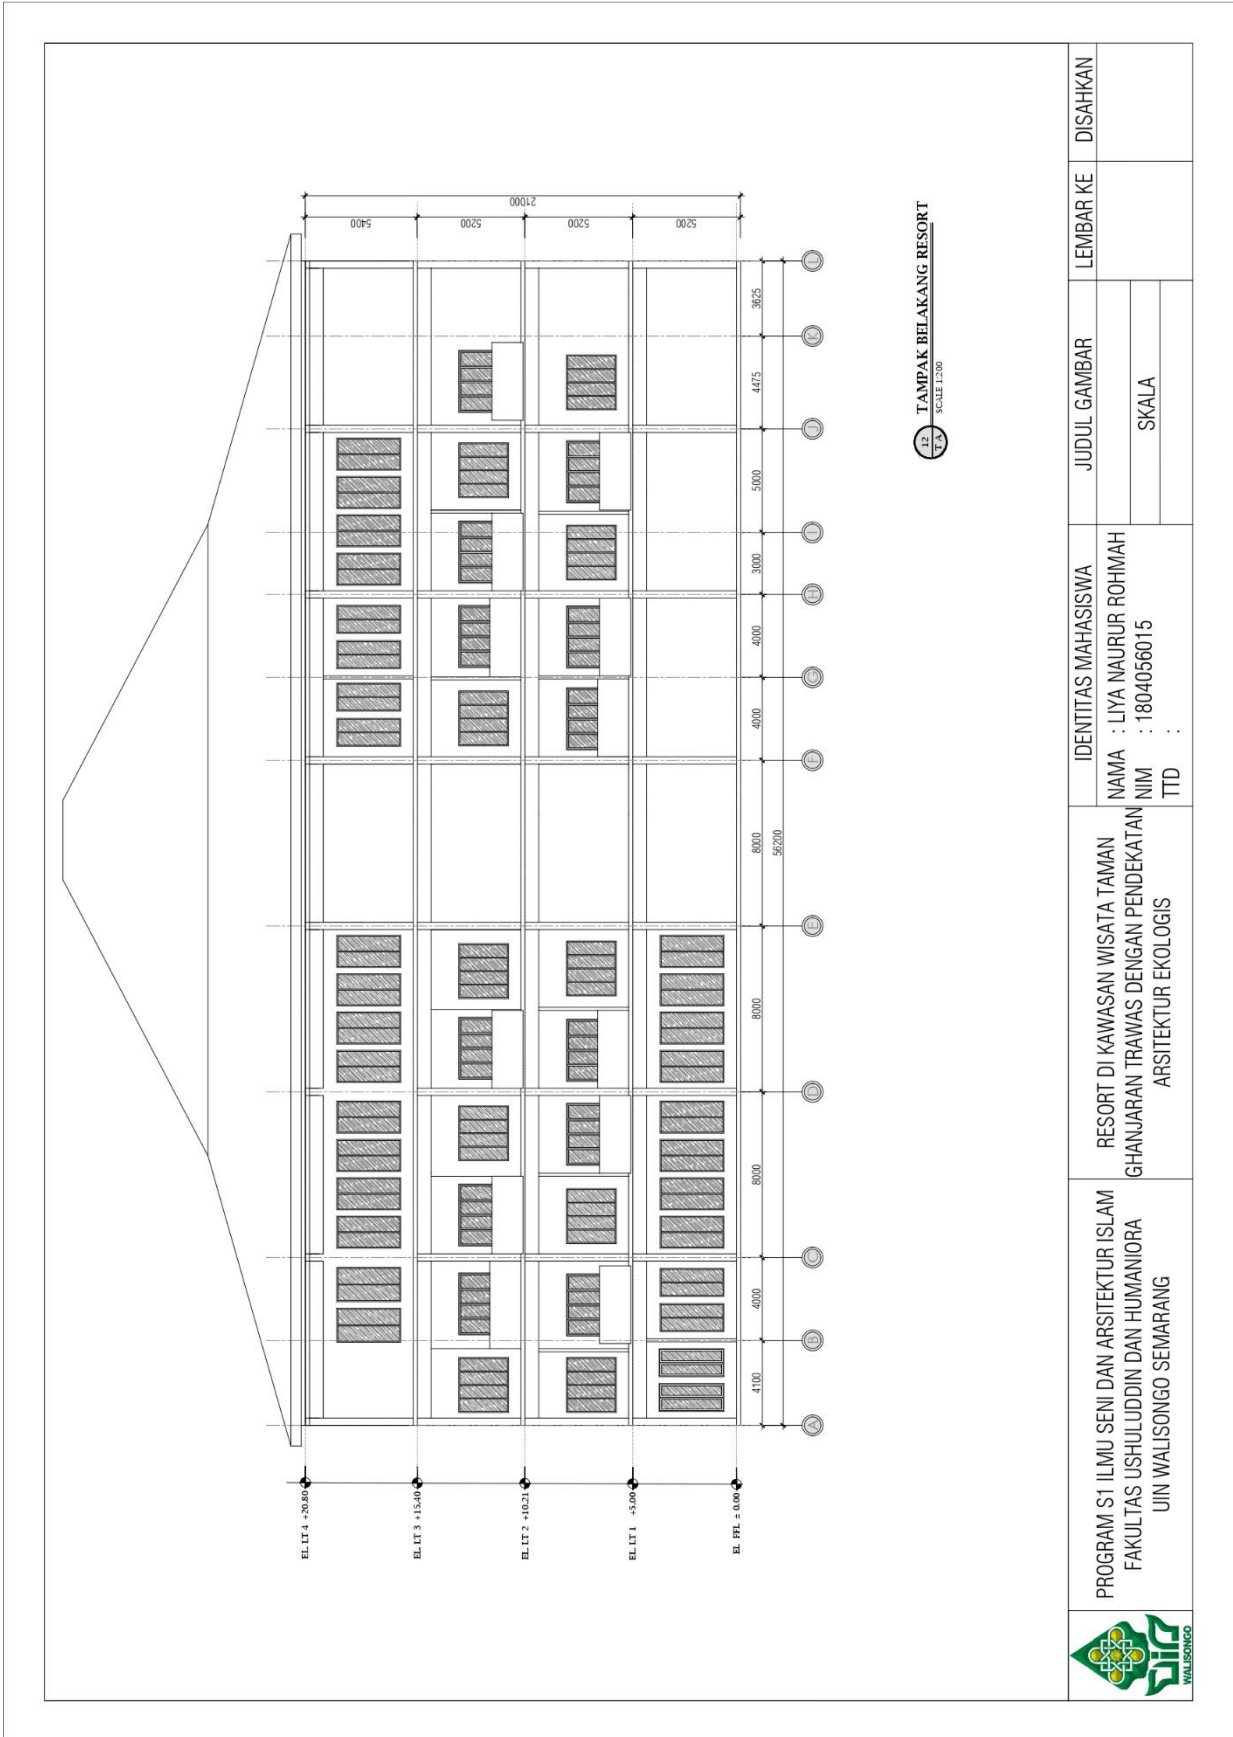 21000
5400
5200
5200
5200
EL. LT 4 +20.80
EL. LT 3 +15.40
EL. LT 2 +10.21
EL. LT 1 +5.00
EL. FFL ± 0.00
4100
4000
8000
8000
8000
4000
4000
3000
5000
4475
3625
56200
A
B
C
D
E
F
G
H
I
J
K
L
12
T A
TAMPAK BELAKANG RESORT
SCALE 1:200
WALISONGO
PROGRAM S1 ILMU SENI DAN ARSITEKTUR ISLAM
FAKULTAS USHULUDDIN DAN HUMANIORA
UIN WALISONGO SEMARANG
RESORT DI KAWASAN WISATA TAMAN
GHANJARAN TRAWAS DENGAN PENDEKATAN
ARSITEKTUR EKOLOGIS
IDENTITAS MAHASISWA
NAMA : LIYA NAURUR ROHMAH
NIM : 1804056015
TTD :
JUDUL GAMBAR
SKALA
LEMBAR KE
DISAHKAN